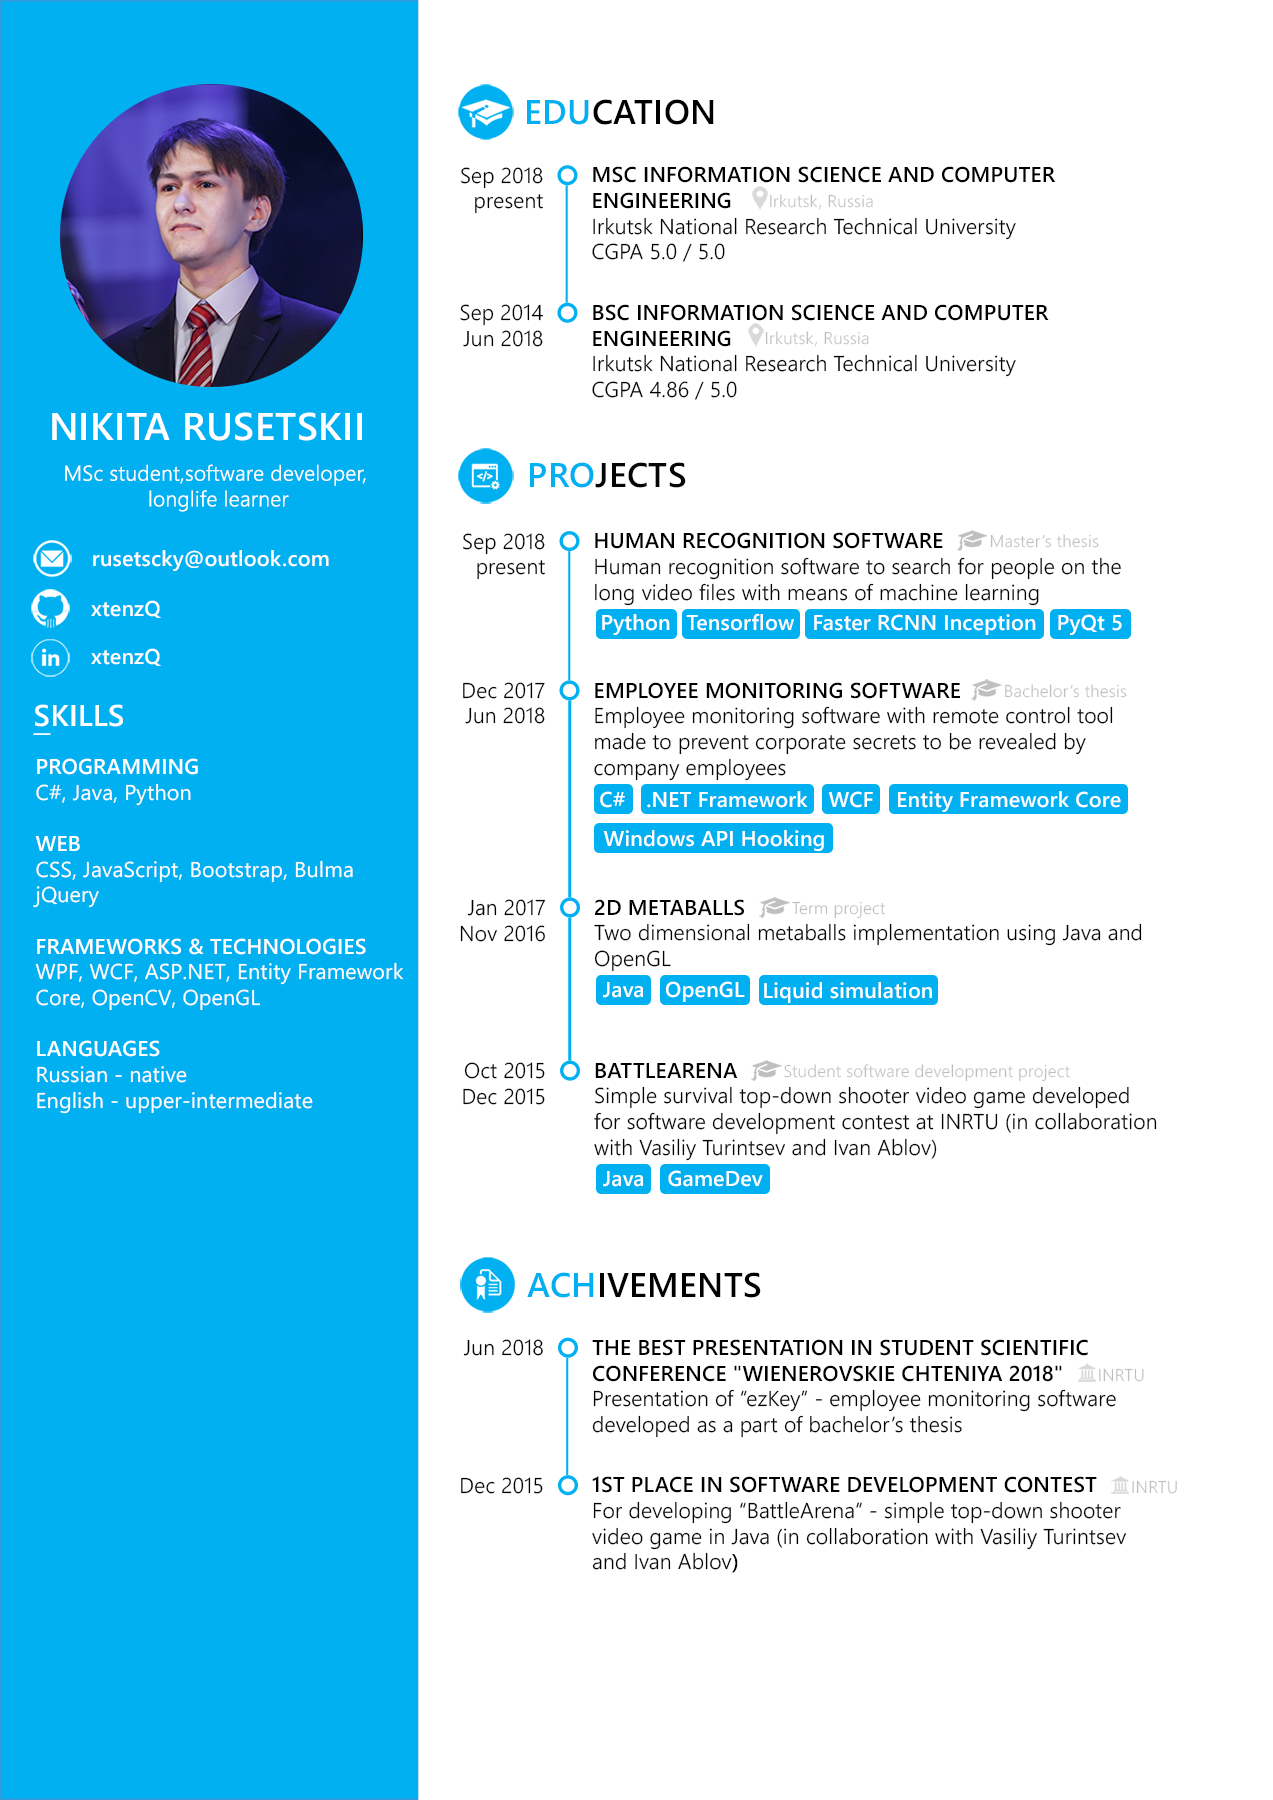 NIKITA RUSETSKII
MSc student,software developer,
longlife learner
rusetscky@outlook.com
xtenzQ
in
xtenzQ
SKILLS
PROGRAMMING
C#, Java, Python
WEB
CSS, JavaScript, Bootstrap, Bulma
jQuery
FRAMEWORKS & TECHNOLOGIES
WPF, WCF, ASP.NET, Entity Framework
Core, OpenCV, OpenGL
LANGUAGES
Russian - native
English - upper-intermediate
EDUCATION
Sep 2018
present
MSC INFORMATION SCIENCE AND COMPUTER
ENGINEERING Irkutsk, Russia
Irkutsk National Research Technical University
CGPA 5.0 / 5.0
Sep 2014
Jun 2018
BSC INFORMATION SCIENCE AND COMPUTER
ENGINEERING Irkutsk, Russia
Irkutsk National Research Technical University
CGPA 4.86 / 5.0
PROJECTS
Sep 2018
present
HUMAN RECOGNITION SOFTWARE Master's thesis
Human recognition software to search for people on the
long video files with means of machine learning
Python Tensorflow Faster RCNN Inception PyQt 5
Dec 2017
Jun 2018
EMPLOYEE MONITORING SOFTWARE Bachelor's thesis
Employee monitoring software with remote control tool
made to prevent corporate secrets to be revealed by
company employees
C# .NET Framework WCF Entity Framework Core
Windows API Hooking
Jan 2017
Nov 2016
2D METABALLS Term project
Two dimensional metaballs implementation using Java and
OpenGL
Java OpenGL Liquid simulation
Oct 2015
Dec 2015
BATTLEARENA Student software development project
Simple survival top-down shooter video game developed
for software development contest at INRTU (in collaboration
with Vasiliy Turintsev and Ivan Ablov)
Java GameDev
ACHIVEMENTS
Jun 2018
THE BEST PRESENTATION IN STUDENT SCIENTIFIC
CONFERENCE "WIENEROVSKIE CHTENIYA 2018" INRTU
Presentation of “ezKey” - employee monitoring software
developed as a part of bachelor’s thesis
Dec 2015
1ST PLACE IN SOFTWARE DEVELOPMENT CONTEST INRTU
For developing “BattleArena” - simple top-down shooter
video game in Java (in collaboration with Vasiliy Turintsev
and Ivan Ablov)